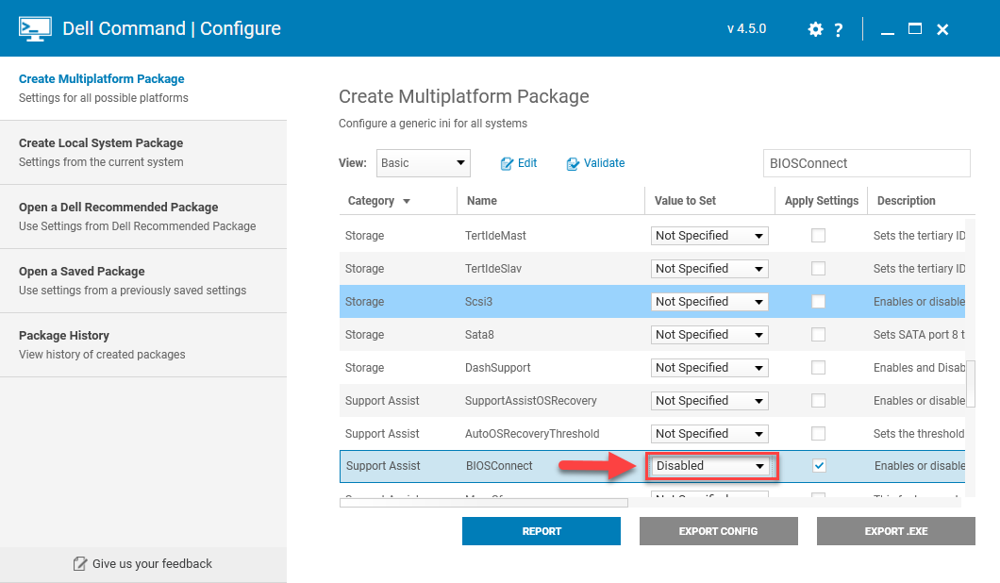 Dell Command | Configure
v 4.5.0
?
Create Multiplatform Package
Settings for all possible platforms
Create Local System Package
Settings from the current system
Open a Dell Recommended Package
Use Settings from Dell Recommended Package
Open a Saved Package
Use settings from a previously saved settings
Package History
View history of created packages
Give us your feedback
Create Multiplatform Package
Configure a generic ini for all systems
View: Basic Edit Validate BIOSConnect
Category Name Value to Set Apply Settings Description
Storage TertIdeMast Not Specified Sets the tertiary ID
Storage TertIdeSlav Not Specified Sets the tertiary ID
Storage Scsi3 Not Specified Enables or disable
Storage Sata8 Not Specified Sets SATA port 8 t
Storage DashSupport Not Specified Enables and Disab
Support Assist SupportAssistOSRecovery Not Specified Enables or disable
Support Assist AutoOSRecoveryThreshold Not Specified Sets the threshold
Support Assist BIOSConnect Disabled Enables or disable
REPORT EXPORT CONFIG EXPORT .EXE